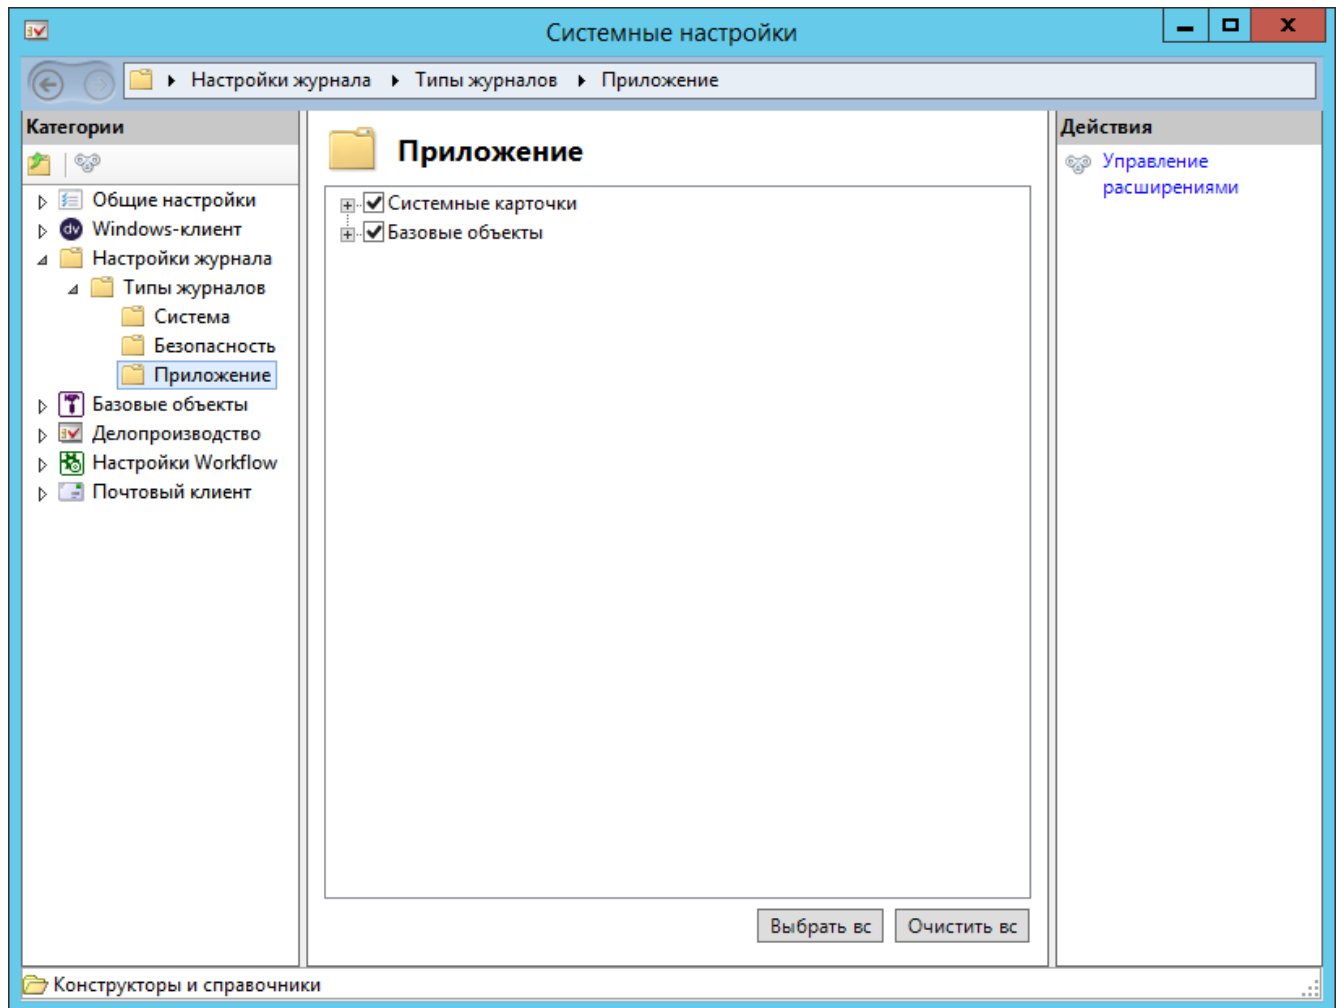 Системные настройки
Настройки журнала Типы журналов Приложение
Категории
Общие настройки
dv Windows-клиент
Настройки журнала
Типы журналов
Система
Безопасность
Приложение
Базовые объекты
Делопроизводство
Настройки Workflow
Почтовый клиент
Приложение
Системные карточки
Базовые объекты
Выбрать вс Очистить вс
Действия
Управление
расширениями
Конструкторы и справочники